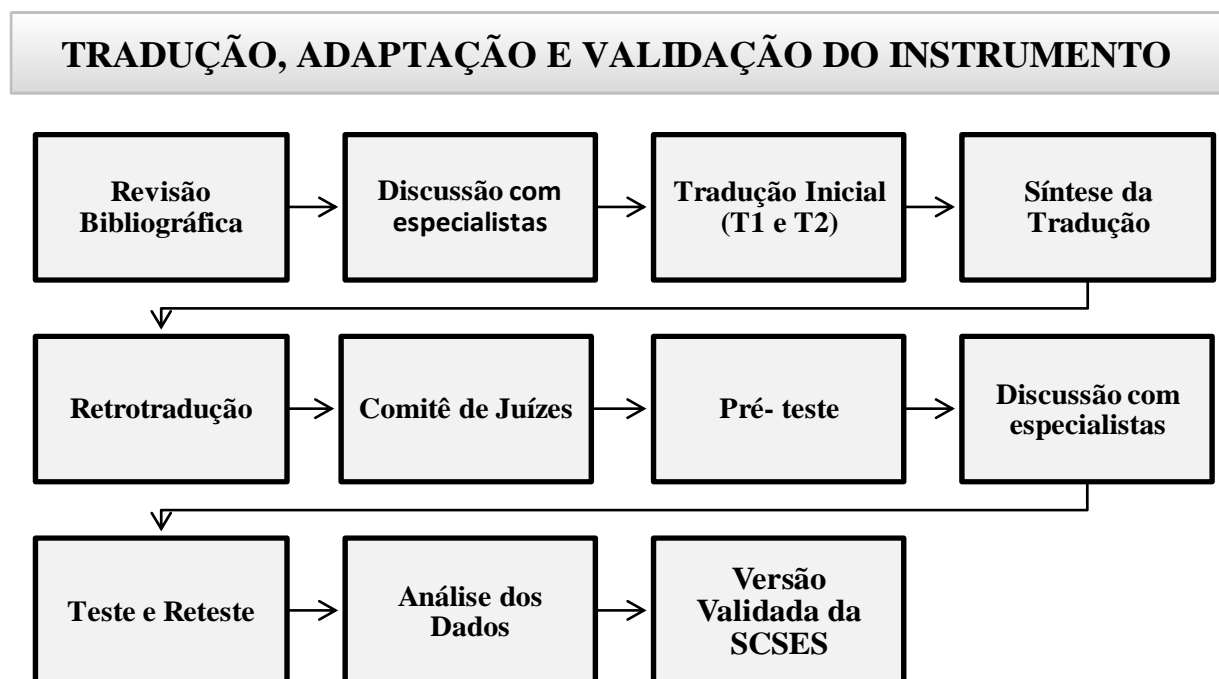 TRADUÇÃO, ADAPTAÇÃO E VALIDAÇÃO DO INSTRUMENTO
Revisão
Bibliográfica
Discussão com
especialistas
Tradução Inicial
(T1 e T2)
Síntese da
Tradução
Retrotradução
Comitê de Juízes
Pré- teste
Discussão com
especialistas
Teste e Reteste
Análise dos
Dados
Versão
Validada da
SCSES